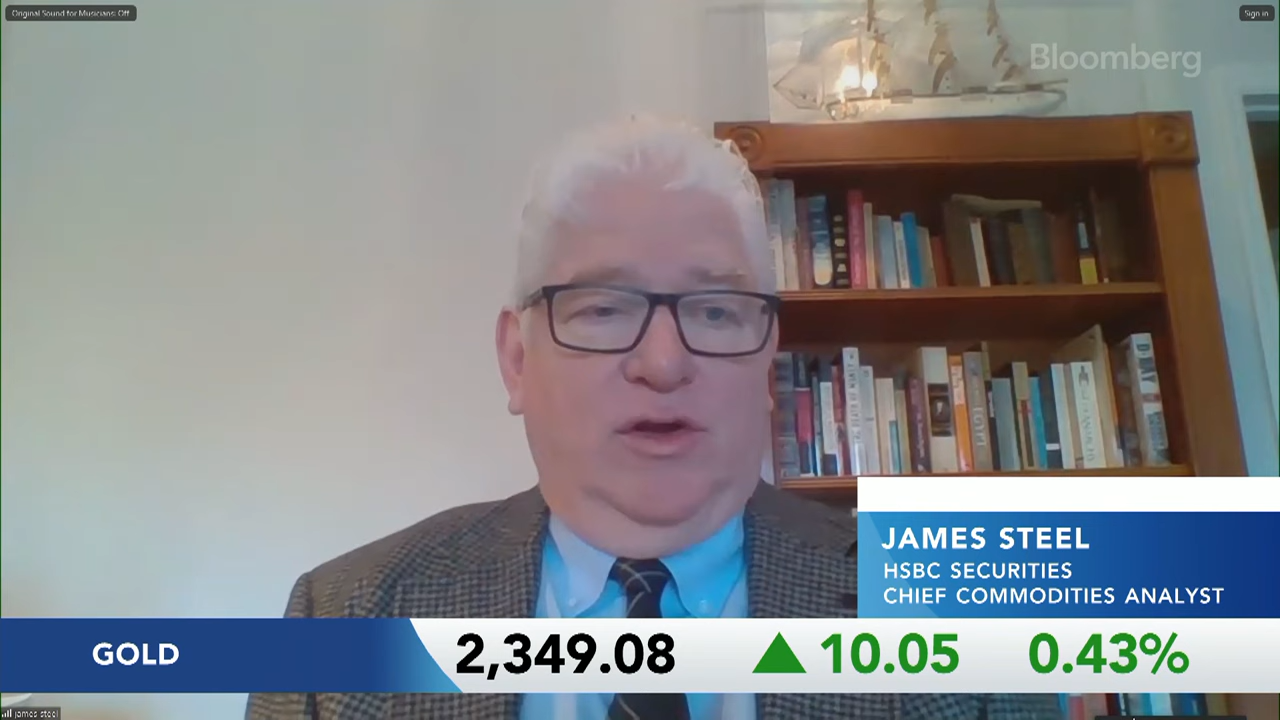 Original Sound for Musicians: Off
Sign in
Bloomberg
EGYPT
JAMES STEEL
HSBC SECURITIES
CHIEF COMMODITIES ANALYST
GOLD
2,349.08
▲ 10.05
0.43%
james steel